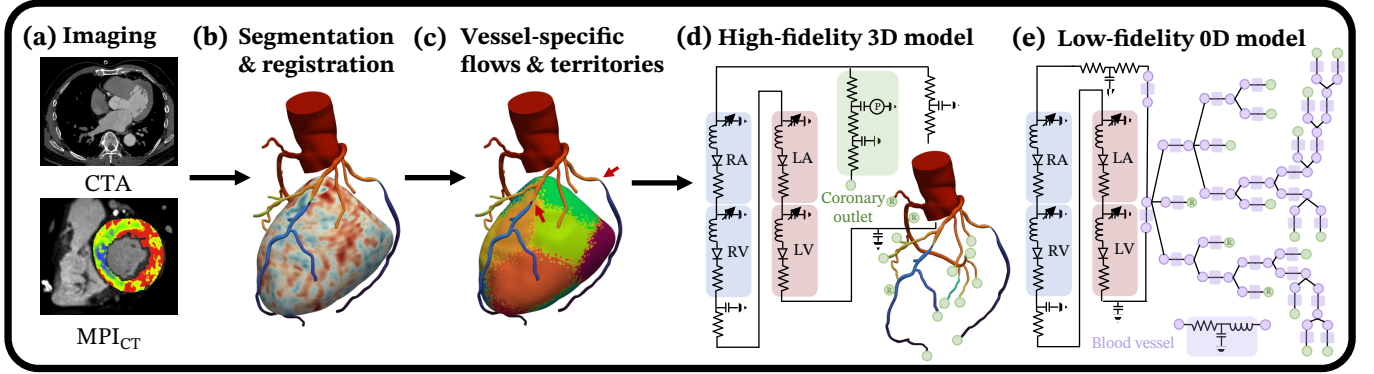 (a) Imaging
CTA
MPICT
(b) Segmentation
& registration
(c) Vessel-specific
flows & territories
(d) High-fidelity 3D model
RA
LA
RV
LV
P
Coronary
outlet
R
R
R
(e) Low-fidelity 0D model
RA
LA
RV
LV
R
R
R
Blood vessel